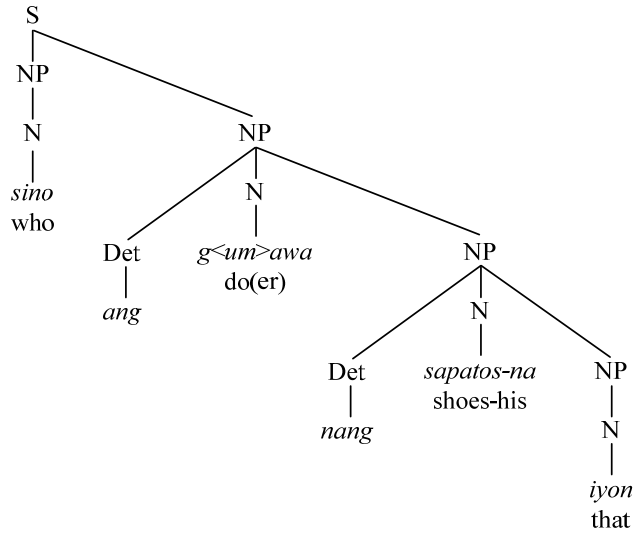 S
NP
N
sino
who
NP
Det
ang
N
g<um>awa
do(er)
NP
Det
nang
N
sapatos-na
shoes-his
NP
N
iyon
that